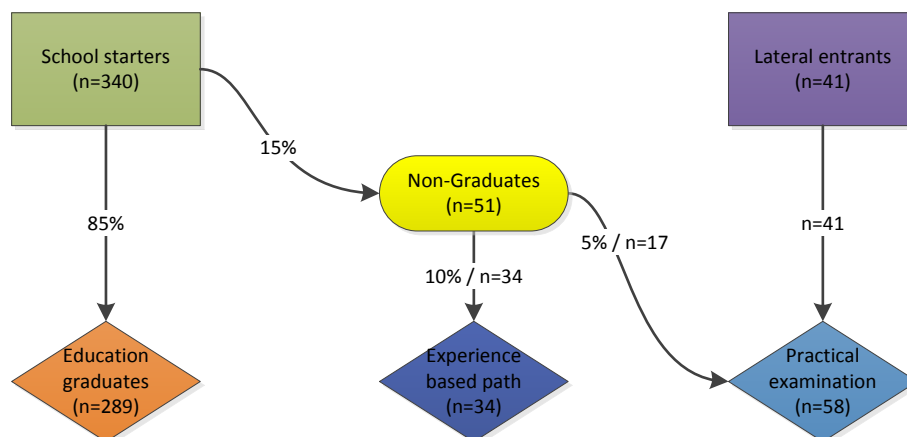 School starters
(n=340)
Lateral entrants
(n=41)
15%
Non-Graduates
(n=51)
85%
5% / n=17
n=41
10% / n=34
Education
graduates
(n=289)
Experience
based path
(n=34)
Practical
examination
(n=58)